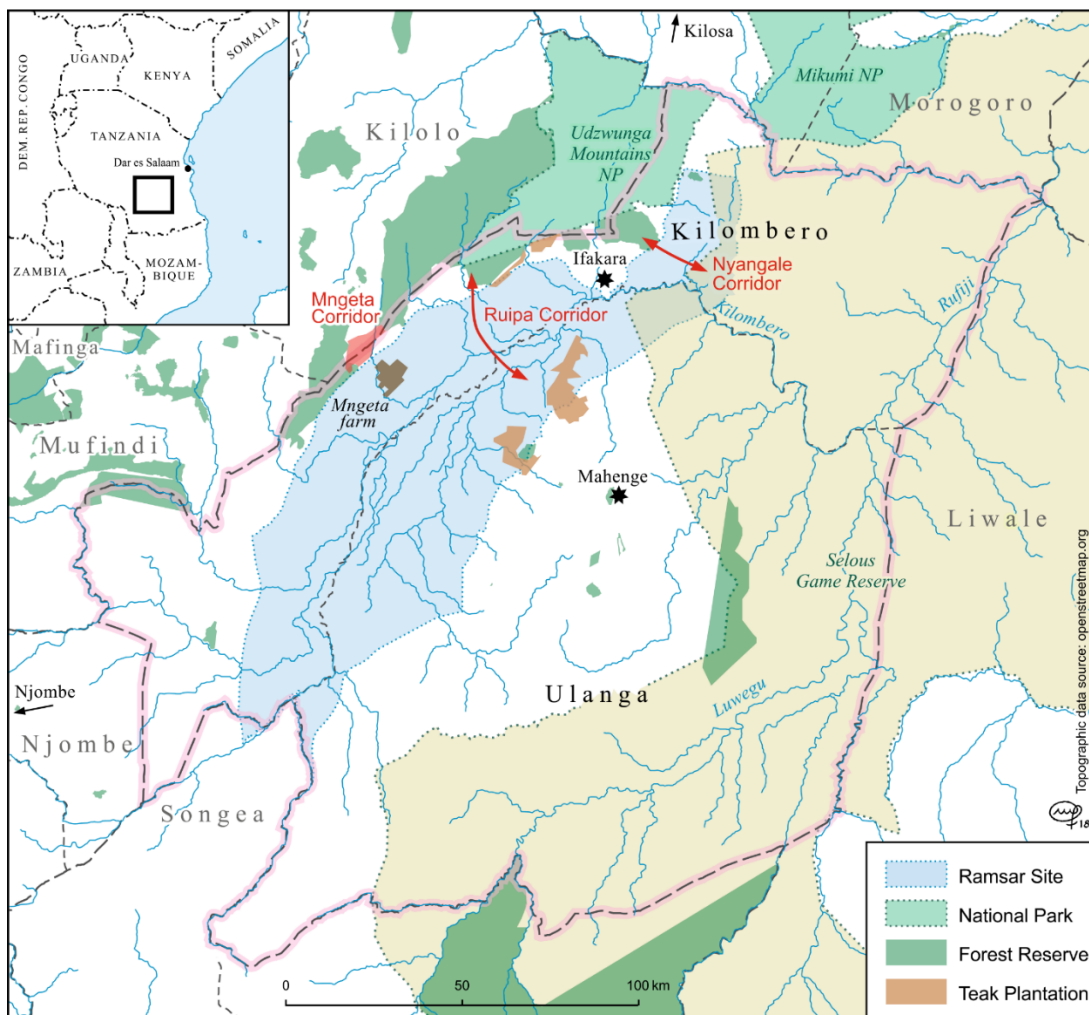 SOMALIA
UGANDA
KENYA
DEM. REP. CONGO
TANZANIA
Dar es Salaam
ZAMBIA
MOZAM-
BIQUE
Kilosa
Mikumi NP
Morogoro
Kilolo
Udzwunga
Mountains
NP
Kilombero
Ifakara
Nyangale
Corridor
Mngeta
Corridor
Ruipa Corridor
Rufiji
Kilombero
Mafinga
Mngeta
farm
Mufindi
Mahenge
Liwale
Selous
Game Reserve
Ulanga
Luwegu
Njombe
Njombe
Songea
Topographic data source: openstreetmap.org
18
Ramsar Site
National Park
Forest Reserve
Teak Plantation
0 50 100 km